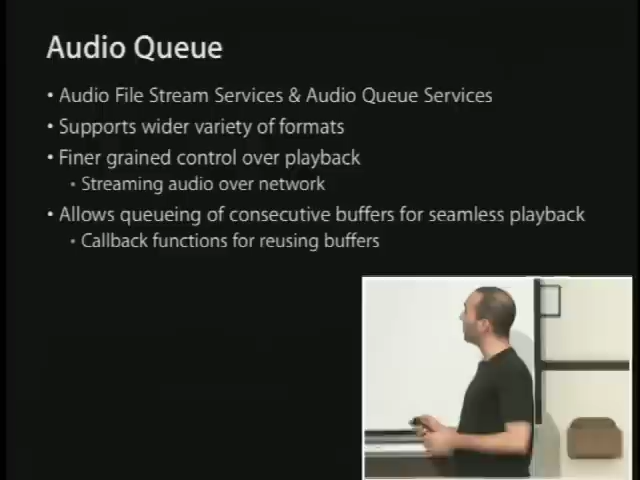 Audio Queue
• Audio File Stream Services & Audio Queue Services
• Supports wider variety of formats
• Finer grained control over playback
• Streaming audio over network
• Allows queueing of consecutive buffers for seamless playback
• Callback functions for reusing buffers